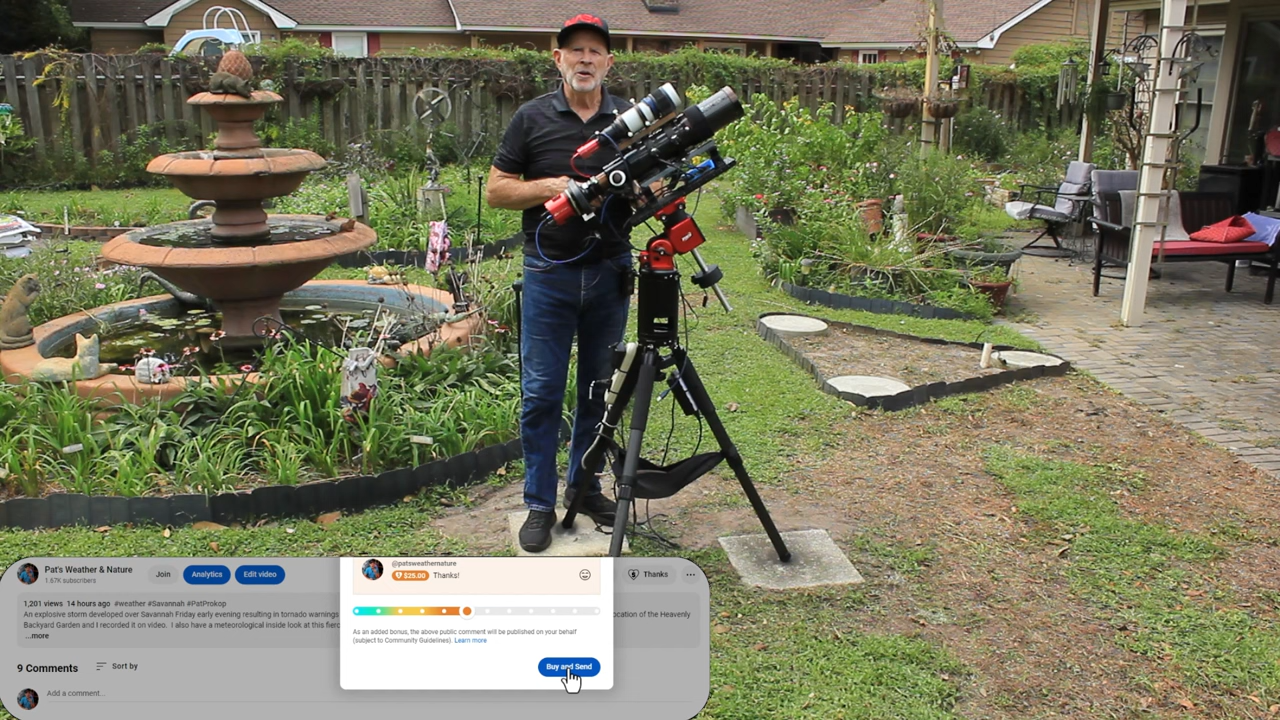 Pat's Weather & Nature
1.67K subscribers
Join
Analytics
Edit video
Thanks
1,201 views 14 hours ago #weather #Savannah #PatProkop
An explosive storm developed over Savannah Friday early evening resulting in tornado warnings
ocation of the Heavenly
Backyard Garden and I recorded it on video. I also have a meteorological inside look at this fierc
...more
9 Comments
Sort by
Add a comment...
@patsweathernature
$25.00 Thanks!
As an added bonus, the above public comment will be published on your behalf
(subject to Community Guidelines). Learn more
Buy and Send